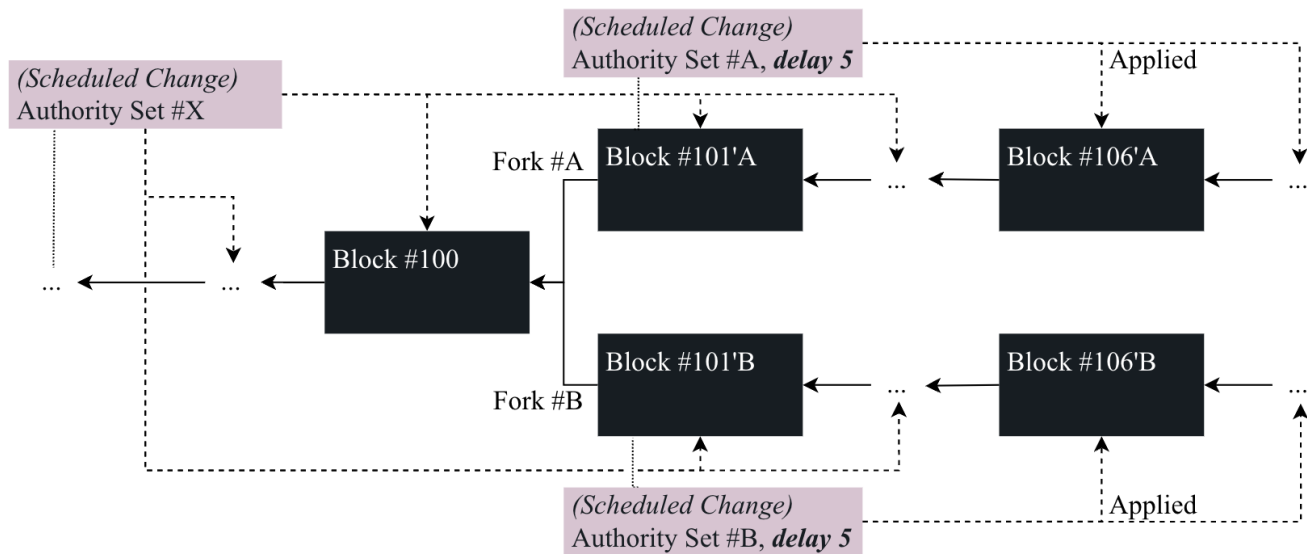 (Scheduled Change)
Authority Set #A, delay 5
Applied
(Scheduled Change)
Authority Set #X
Fork #A
Block #101'A
...
Block #106'A
...
...
...
Block #100
Fork #B
Block #101'B
...
Block #106'B
...
(Scheduled Change)
Authority Set #B, delay 5
Applied